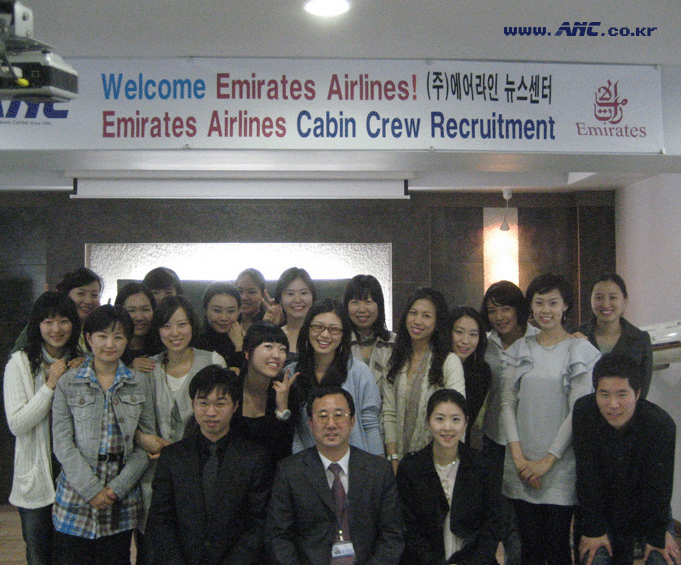 www.ANC.co.kr
Welcome Emirates Airlines! (주)에어라인 뉴스센터
Emirates Airlines Cabin Crew Recruitment
ANC
Emirates